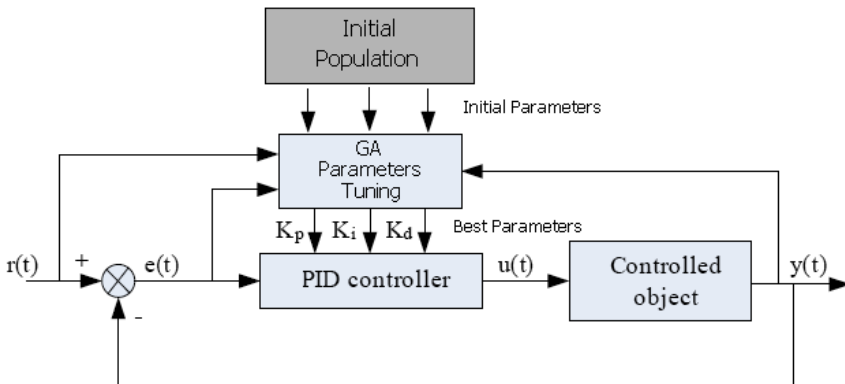 Initial
Population
Initial Parameters
GA
Parameters
Tuning
Kp Ki Kd
Best Parameters
r(t)
+
e(t)
PID controller
u(t)
Controlled
object
y(t)
-